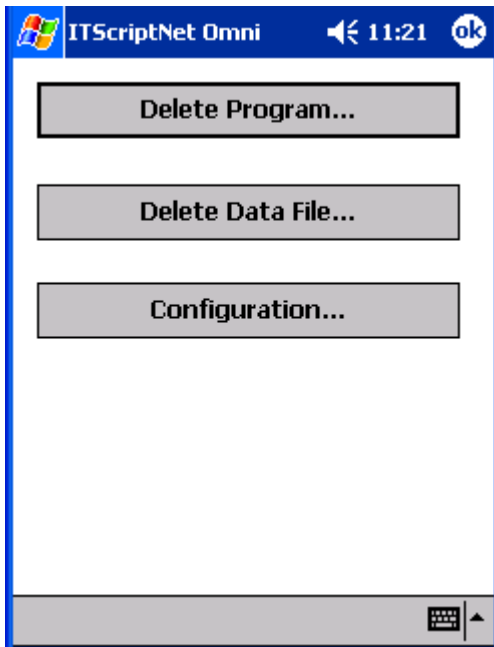 ITScriptNet Omni 11:21 ok
Delete Program...
Delete Data File...
Configuration...